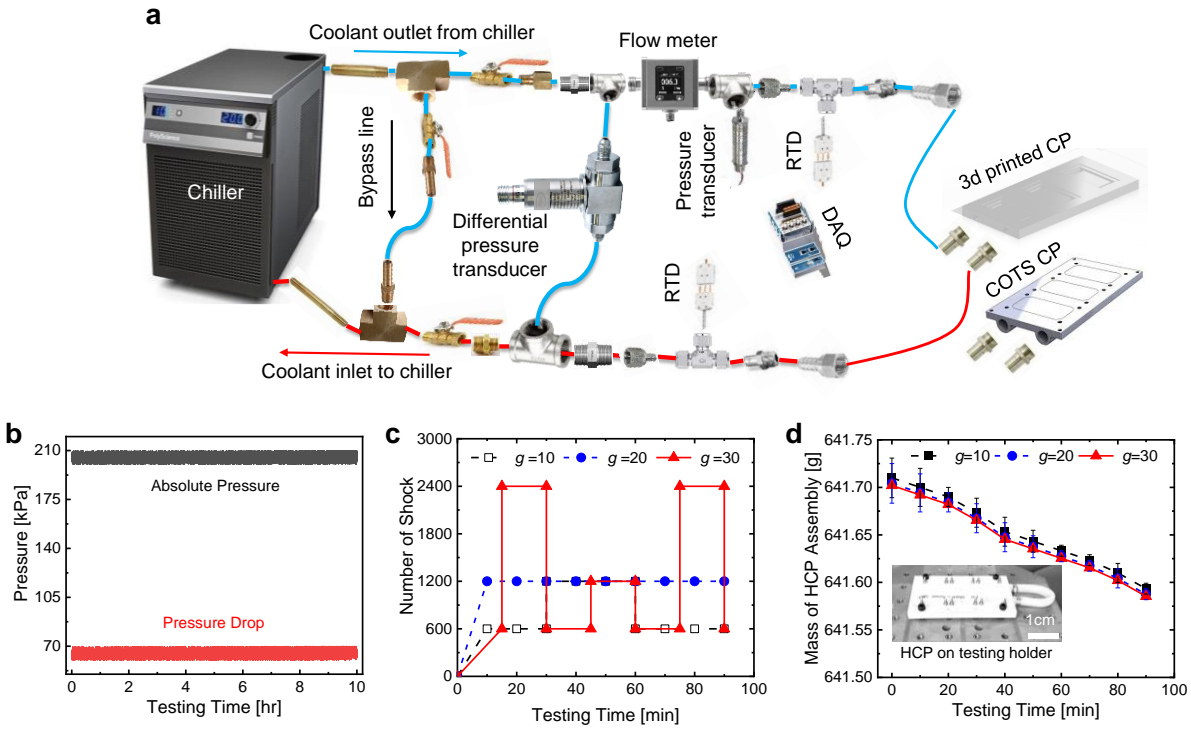 a
Coolant outlet from chiller
Flow meter
Chiller
Bypass line
Differential
pressure
transducer
Pressure
transducer
RTD
DAQ
3d printed CP
COTS CP
RTD
Coolant inlet to chiller
b
Pressure [kPa]
210
175
140
105
70
Absolute Pressure
Pressure Drop
0 2 4 6 8 10
Testing Time [hr]
c
Number of Shock
3000
2400
1800
1200
600
0
g=10 g=20 g=30
0 20 40 60 80 100
Testing Time [min]
d
Mass of HCP Assembly [g]
641.75
641.70
641.65
641.60
641.55
641.50
g=10 g=20 g=30
1cm
HCP on testing holder
0 20 40 60 80 100
Testing Time [min]